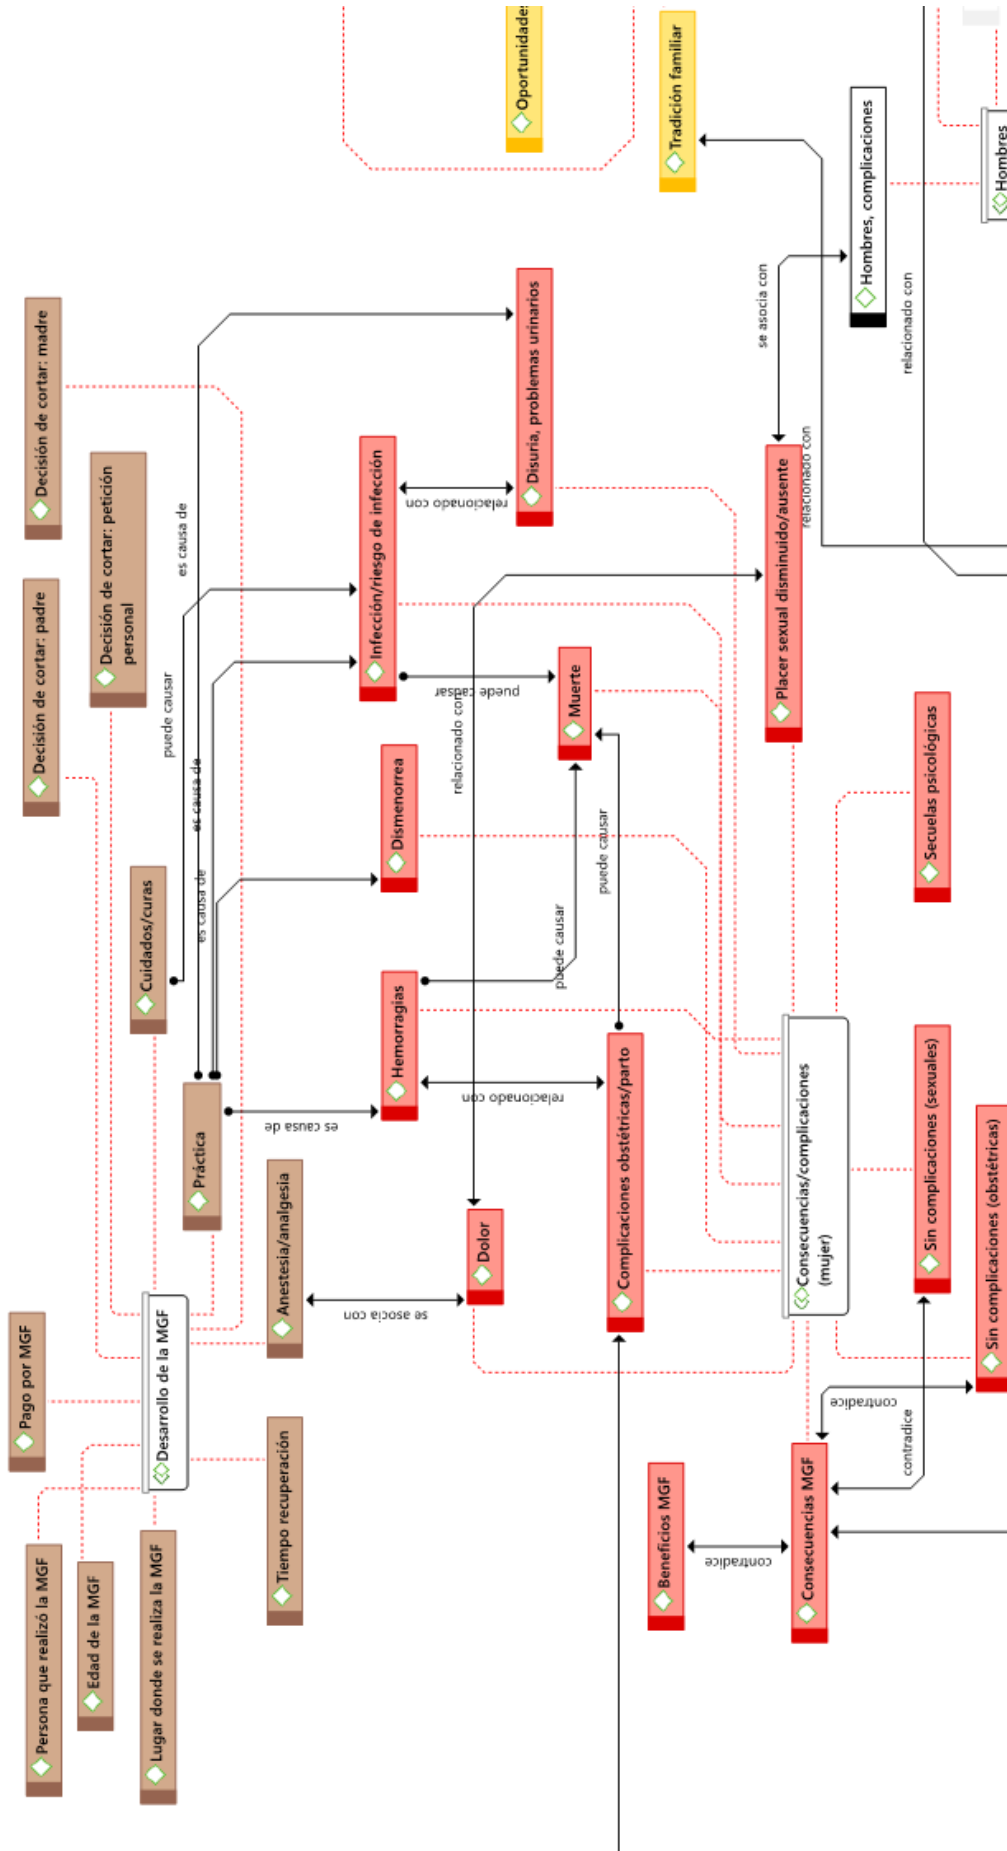 Persona que realizó la MGF
Edad de la MGF
Lugar donde se realiza la MGF
Pago por MGF
Desarrollo de la MGF
Tiempo recuperación
Anestesia/analgesia
Práctica
Cuidados/curas
Decisión de cortar: padre
Decisión de cortar: petición
personal
Decisión de cortar: madre
es causa de
es causa de
es causa de
es causa de
puede causar
Hemorragias
Dismenorrea
Infección/riesgo de infección
Disuria, problemas urinarios
relacionado con
se asocia con
Dolor
relacionado con
relacionado con
puede causar
puede causar
puede causar
Muerte
Complicaciones obstétricas/parto
Oportunidades
Tradición familiar
Placer sexual disminuido/ausente
se asocia con
relacionado con
Hombres, complicaciones
relacionado con
Hombres
Beneficios MGF
contradice
Consecuencias MGF
contradice
contradice
Consecuencias/complicaciones
(mujer)
Secuelas psicológicas
Sin complicaciones (sexuales)
Sin complicaciones (obstétricas)